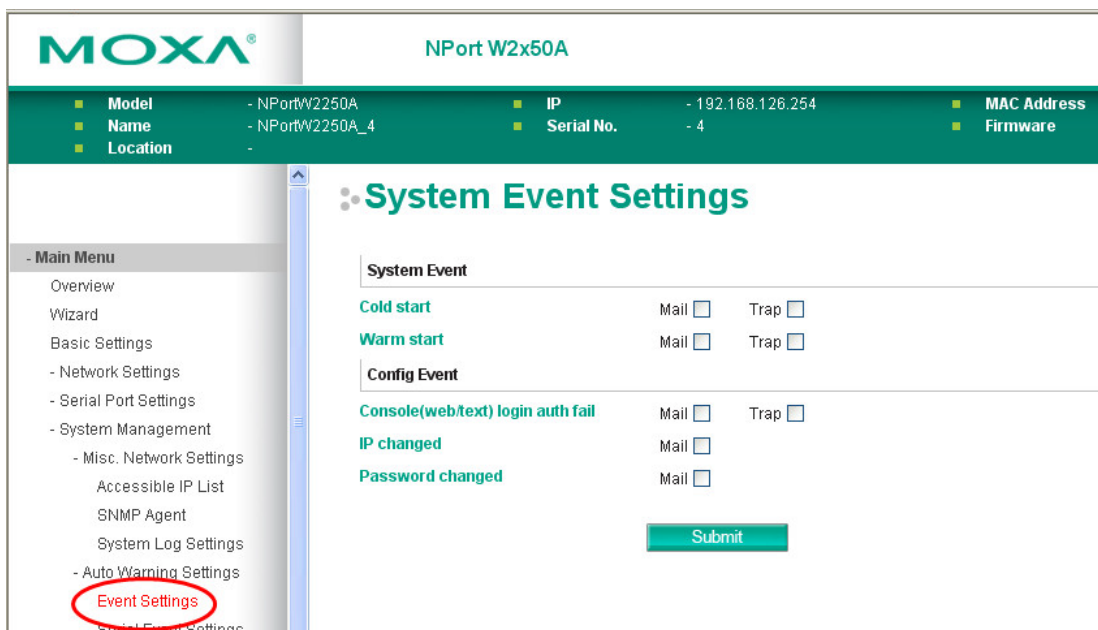 MOXA®
NPort W2x50A
Model - NPortW2250A IP - 192.168.126.254 MAC Address
Name - NPortW2250A_4 Serial No. - 4 Firmware
Location -
System Event Settings
- Main Menu
Overview
Wizard
Basic Settings
- Network Settings
- Serial Port Settings
- System Management
- Misc. Network Settings
Accessible IP List
SNMP Agent
System Log Settings
- Auto Warning Settings
Event Settings
Serial Event Settings
System Event
Cold start Mail Trap
Warm start Mail Trap
Config Event
Console(web/text) login auth fail Mail Trap
IP changed Mail
Password changed Mail
Submit